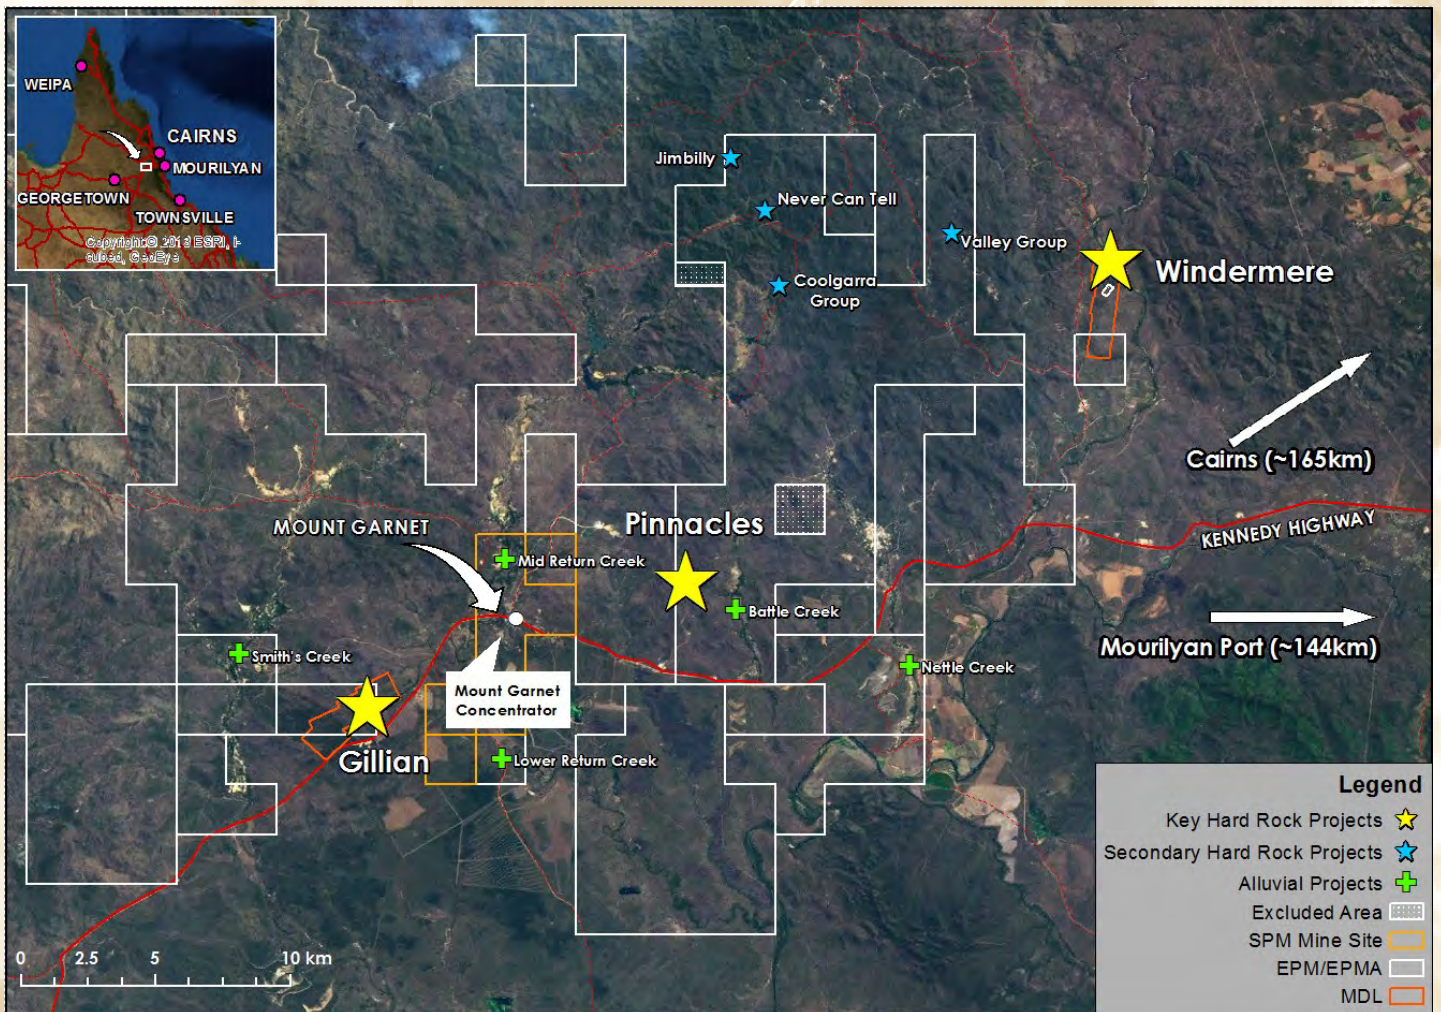 WEIPA
CAIRNS
MOURILYAN
GEORGETOWN
TOWNSVILLE
Copyright:© 2013 ESRI, i-
cubed, GeoEye
Jimbilly
Never Can Tell
Valley Group
Windermere
Coolgarra
Group
Cairns (~165km)
MOUNT GARNET
Pinnacles
KENNEDY HIGHWAY
Mid Return Creek
Battle Creek
Mourilyan Port (~144km)
Smith's Creek
Nettle Creek
Mount Garnet
Concentrator
Gillian
Lower Return Creek
0 2.5 5 10 km
Legend
Key Hard Rock Projects
Secondary Hard Rock Projects
Alluvial Projects
Excluded Area
SPM Mine Site
EPM/EPMA
MDL